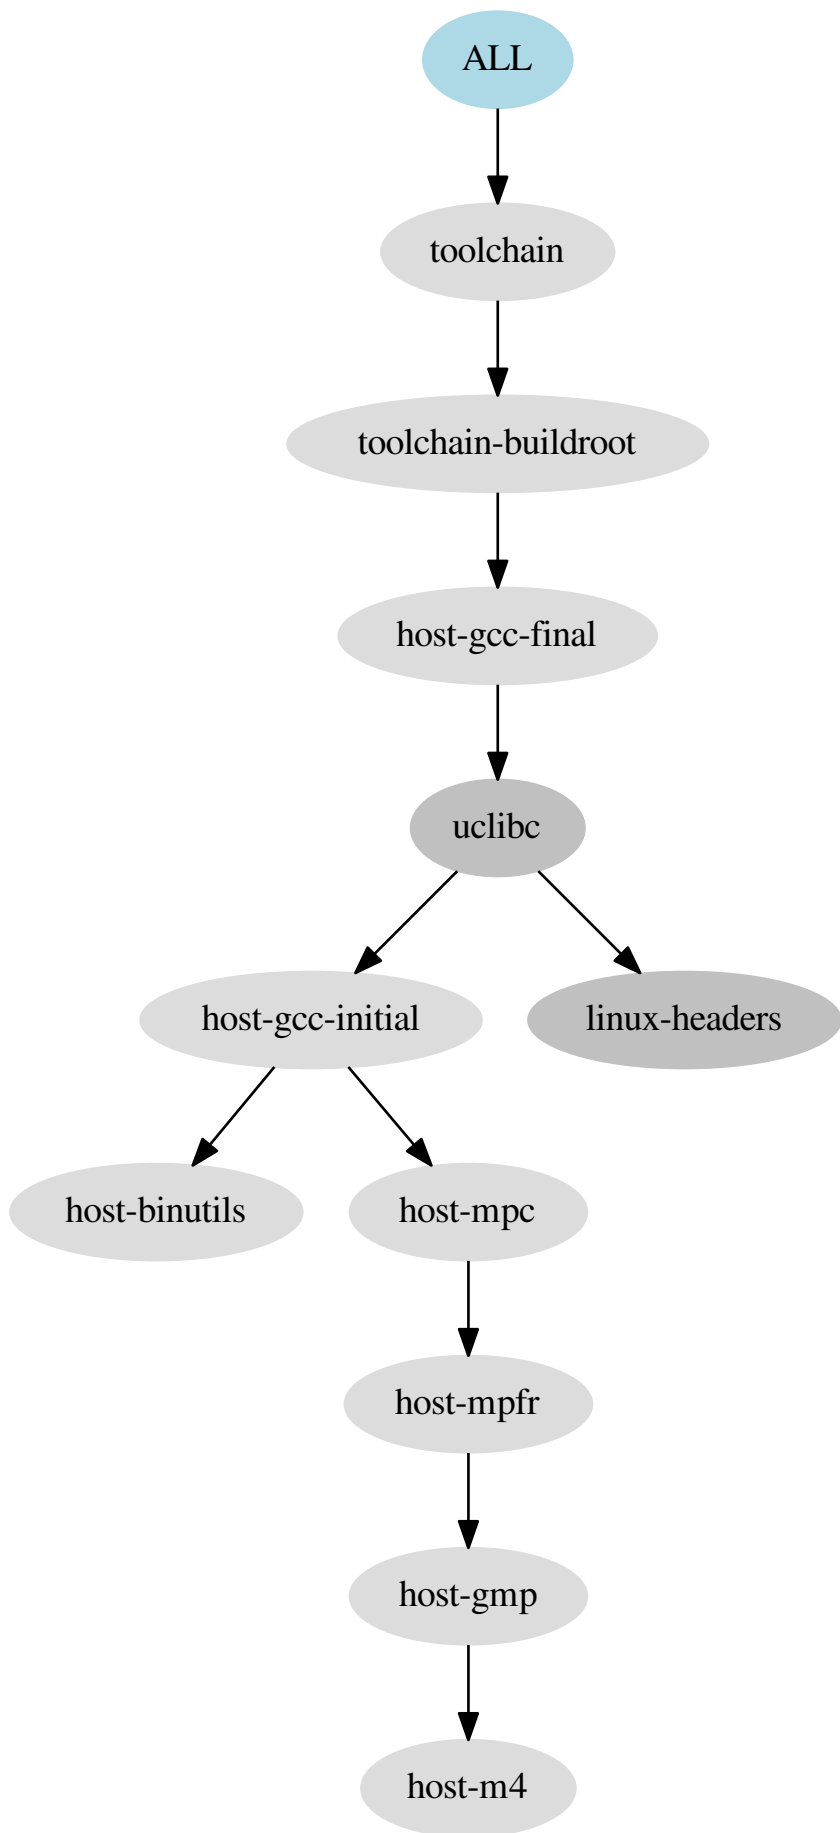 ALL
toolchain
toolchain-buildroot
host-gcc-final
uclibc
host-gcc-initial
linux-headers
host-binutils
host-mpc
host-mpfr
host-gmp
host-m4